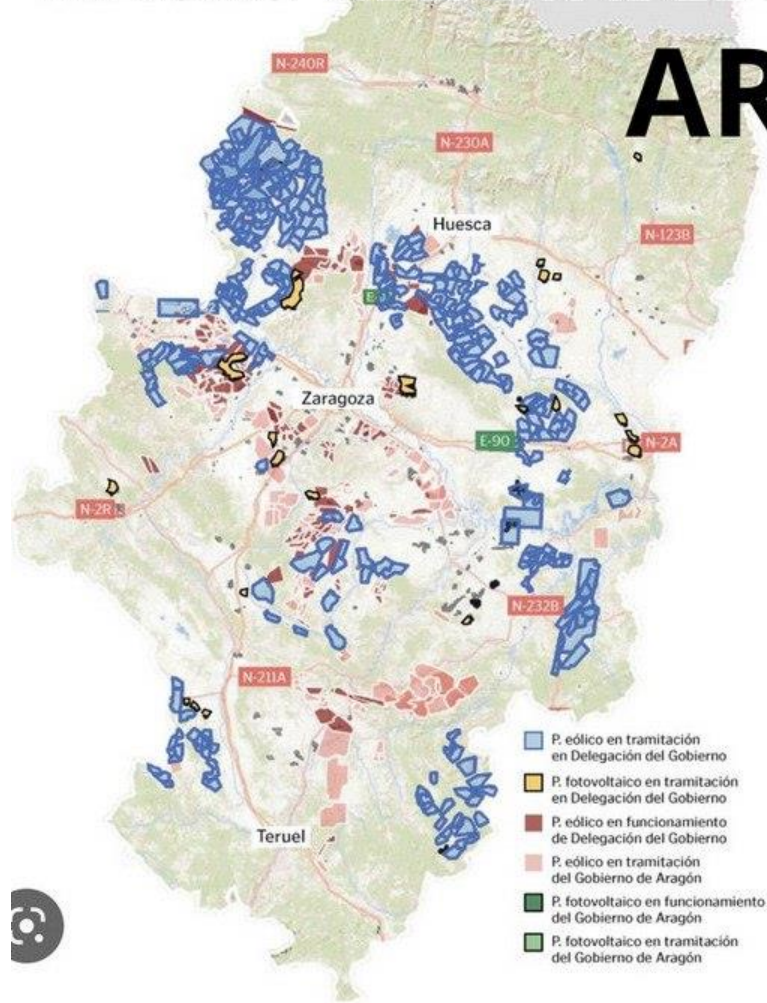 AR
N-240R
N-230A
Huesca
N-123B
Zaragoza
E-90
N-2A
N-2R
N-232B
N-211A
Teruel
P. eólico en tramitación
en Delegación del Gobierno
P. fotovoltaico en tramitación
en Delegación del Gobierno
P. eólico en funcionamiento
de Delegación del Gobierno
P. eólico en tramitación
del Gobierno de Aragón
P. fotovoltaico en funcionamiento
del Gobierno de Aragón
P. fotovoltaico en tramitación
del Gobierno de Aragón